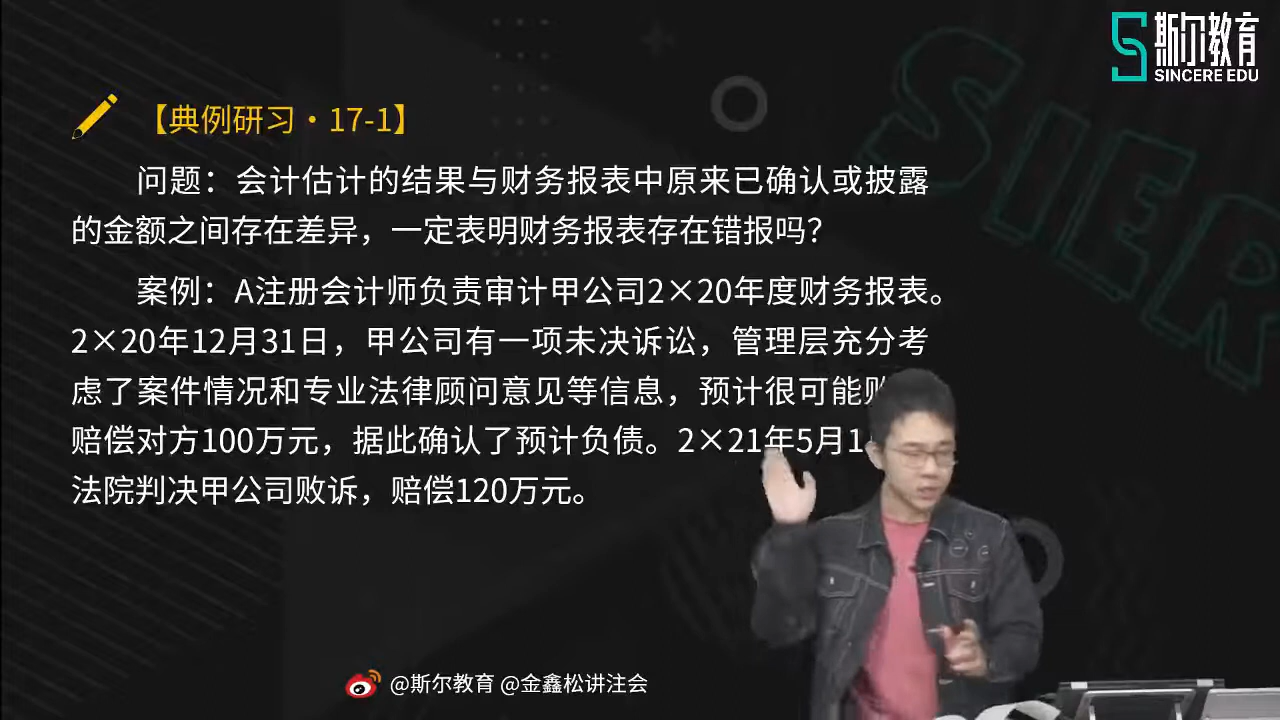 斯尔教育
SINCERE EDU
【典例研习·17-1】
问题：会计估计的结果与财务报表中原来已确认或披露
的金额之间存在差异，一定表明财务报表存在错报吗？
案例：A注册会计师负责审计甲公司2×20年度财务报表。
2×20年12月31日，甲公司有一项未决诉讼，管理层充分考
虑了案件情况和专业法律顾问意见等信息，预计很可能败
赔偿对方100万元，据此确认了预计负债。2×21年5月1
法院判决甲公司败诉，赔偿120万元。
@斯尔教育 @金鑫松讲注会
SIER